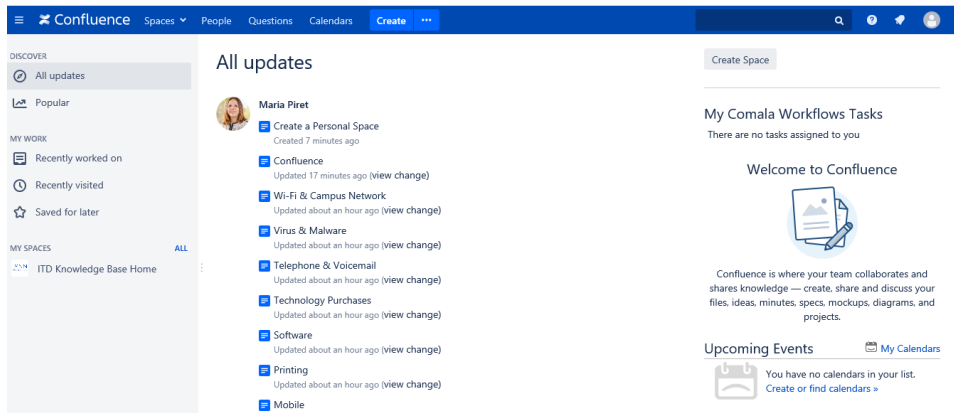 Confluence Spaces People Questions Calendars Create ···
DISCOVER
All updates
Popular
MY WORK
Recently worked on
Recently visited
Saved for later
MY SPACES ALL
ITD Knowledge Base Home
All updates
Maria Piret
Create a Personal Space
Created 7 minutes ago
Confluence
Updated 17 minutes ago (view change)
Wi-Fi & Campus Network
Updated about an hour ago (view change)
Virus & Malware
Updated about an hour ago (view change)
Telephone & Voicemail
Updated about an hour ago (view change)
Technology Purchases
Updated about an hour ago (view change)
Software
Updated about an hour ago (view change)
Printing
Updated about an hour ago (view change)
Mobile
Create Space
My Comala Workflows Tasks
There are no tasks assigned to you
Welcome to Confluence
Confluence is where your team collaborates and
shares knowledge — create, share and discuss your
files, ideas, minutes, specs, mockups, diagrams, and
projects.
Upcoming Events My Calendars
You have no calendars in your list.
Create or find calendars »